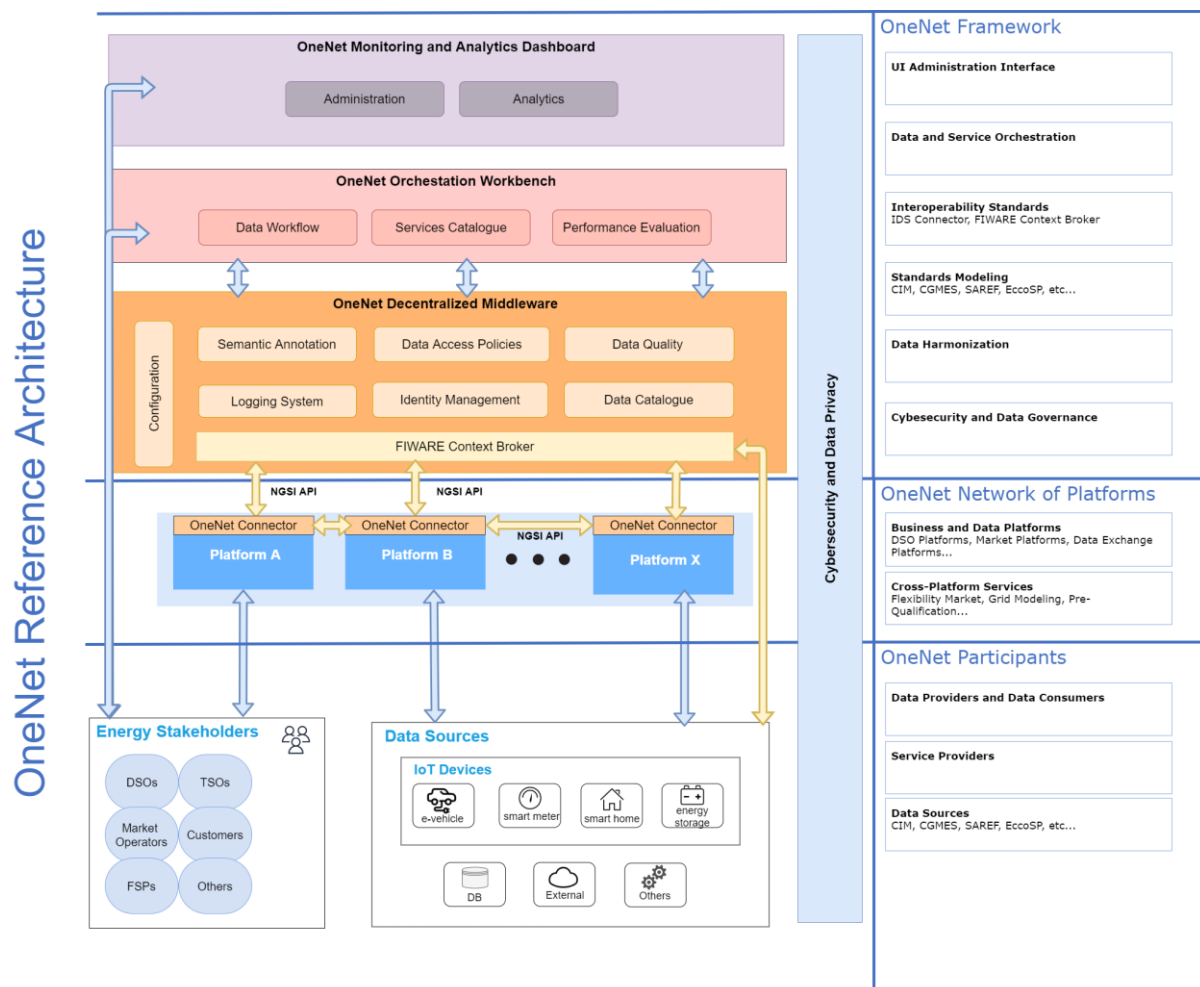 OneNet Reference Architecture
OneNet Monitoring and Analytics Dashboard
Administration
Analytics
OneNet Orchestation Workbench
Data Workflow
Services Catalogue
Performance Evaluation
OneNet Decentralized Middleware
Configuration
Semantic Annotation
Data Access Policies
Data Quality
Logging System
Identity Management
Data Catalogue
FIWARE Context Broker
NGSI API
NGSI API
OneNet Connector
OneNet Connector
OneNet Connector
NGSI API
Platform A
Platform B
Platform X
Energy Stakeholders
DSOs
TSOs
Market
Operators
Customers
FSPs
Others
Data Sources
IoT Devices
e-vehicle
smart meter
smart home
energy
storage
DB
External
Others
Cybersecurity and Data Privacy
OneNet Framework
UI Administration Interface
Data and Service Orchestration
Interoperability Standards
IDS Connector, FIWARE Context Broker
Standards Modeling
CIM, CGMES, SAREF, EccoSP, etc...
Data Harmonization
Cybesecurity and Data Governance
OneNet Network of Platforms
Business and Data Platforms
DSO Platforms, Market Platforms, Data Exchange
Platforms...
Cross-Platform Services
Flexibility Market, Grid Modeling, Pre-
Qualification...
OneNet Participants
Data Providers and Data Consumers
Service Providers
Data Sources
CIM, CGMES, SAREF, EccoSP, etc...